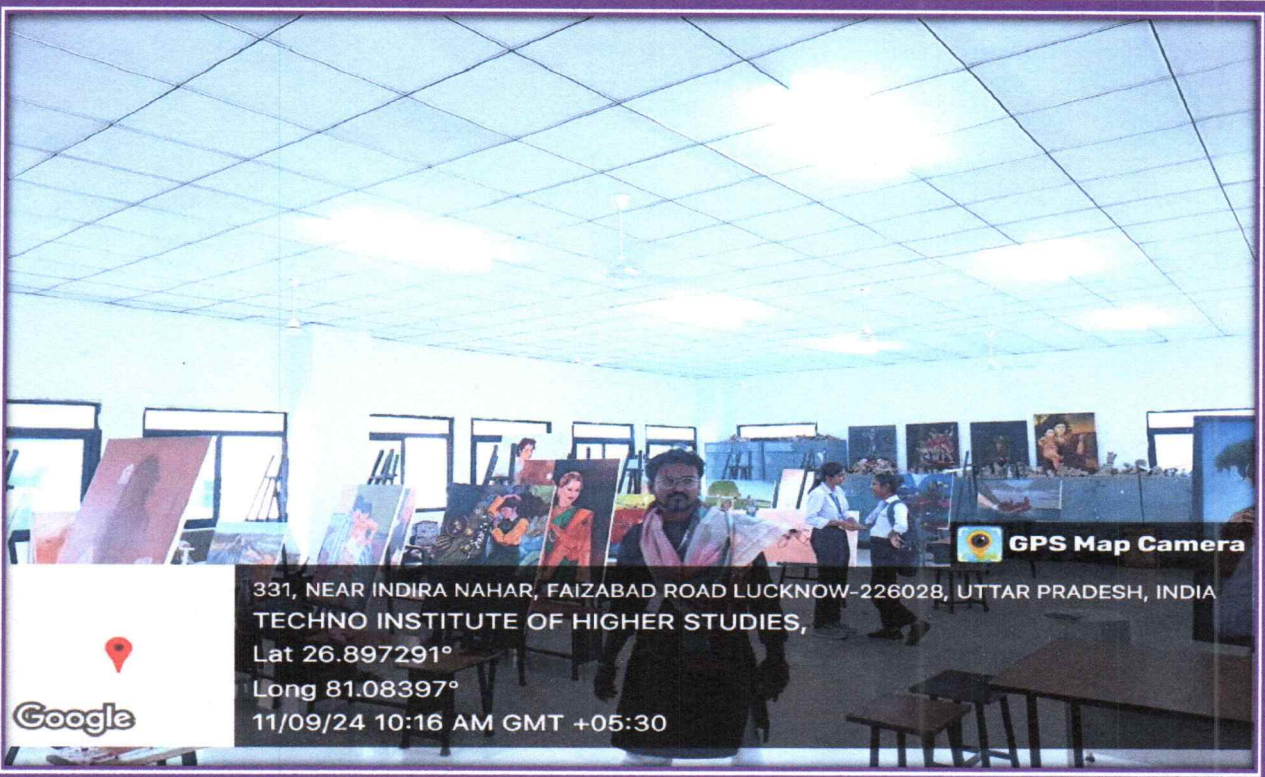 GPS Map Camera
331, NEAR INDIRA NAHAR, FAIZABAD ROAD LUCKNOW-226028, UTTAR PRADESH, INDIA
TECHNO INSTITUTE OF HIGHER STUDIES,
Lat 26.897291°
Long 81.08397°
11/09/24 10:16 AM GMT +05:30
Google